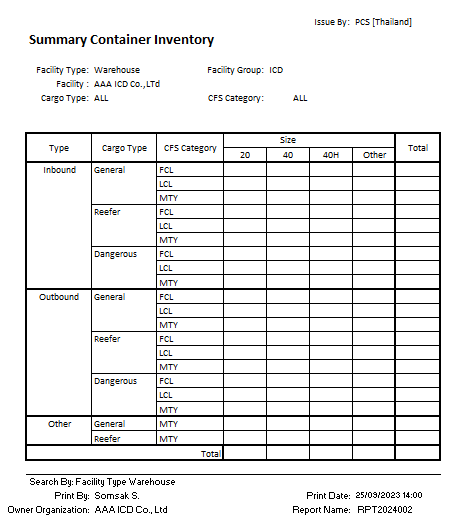 Issue By: PCS [Thailand]
Summary Container Inventory
Facility Type: Warehouse Facility Group: ICD
Facility : AAA ICD Co.,LTd
Cargo Type: ALL CFS Category: ALL
Type Cargo Type CFS Category Size Total
20 40 40H Other
Inbound General FCL
LCL
MTY
Reefer FCL
LCL
MTY
Dangerous FCL
LCL
MTY
Outbound General FCL
LCL
MTY
Reefer FCL
LCL
MTY
Dangerous FCL
LCL
MTY
Other General MTY
Reefer MTY
Total
Search By: Facility Type Warehouse
Print By: Somsak S. Print Date: 25/09/2023 14:00
Owner Organization: AAA ICD Co., Ltd Report Name: RPT2024002